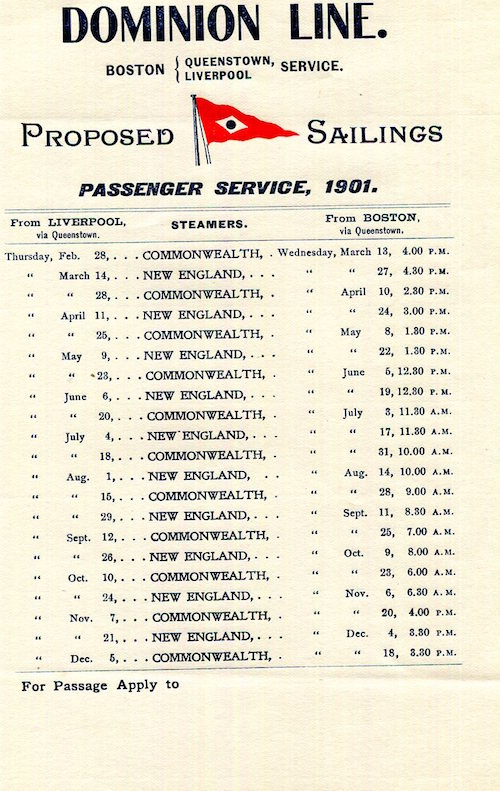 DOMINION LINE.
BOSTON { QUEENSTOWN, LIVERPOOL SERVICE.
PROPOSED SAILINGS
PASSENGER SERVICE, 1901.
From LIVERPOOL, via Queenstown. STEAMERS. From BOSTON, via Queenstown.
Thursday, Feb. 28, . . . COMMONWEALTH, . Wednesday, March 13, 4.00 P.M.
" March 14, . . . NEW ENGLAND, . . . " " 27, 4.30 P.M.
" " 28, . . . COMMONWEALTH, . " April 10, 2.30 P.M.
" April 11, . . . NEW ENGLAND, . . . " " 24, 3.00 P.M.
" " 25, . . . COMMONWEALTH, . " May 8, 1.30 P.M.
" May 9, . . . NEW ENGLAND, . . . " " 22, 1.30 P.M.
" " 23, . . . COMMONWEALTH, . " June 5, 12.30 P.M.
" June 6, . . . NEW ENGLAND, . . . " " 19, 12.30 P.M.
" " 20, . . . COMMONWEALTH, . " July 3, 11.30 A.M.
" July 4, . . . NEW ENGLAND, . . . " " 17, 11.30 A.M.
" " 18, . . . COMMONWEALTH, . " " 31, 10.00 A.M.
" Aug. 1, . . . NEW ENGLAND, . . " Aug. 14, 10.00 A.M.
" " 15, . . . COMMONWEALTH, . " " 28, 9.00 A.M.
" " 29, . . . NEW ENGLAND, . . . " Sept. 11, 8.30 A.M.
" Sept. 12, . . . COMMONWEALTH, . " " 25, 7.00 A.M.
" " 26, . . . NEW ENGLAND, . . . " Oct. 9, 8.00 A.M.
" Oct. 10, . . . COMMONWEALTH, . " " 23, 6.00 A.M.
" " 24, . . . NEW ENGLAND, . . . " Nov. 6, 6.30 A.M.
" Nov. 7, . . . COMMONWEALTH, . " " 20, 4.00 P.M.
" " 21, . . . NEW ENGLAND, . . . " Dec. 4, 3.30 P.M.
" Dec. 5, . . . COMMONWEALTH, . " " 18, 3.30 P.M.
For Passage Apply to